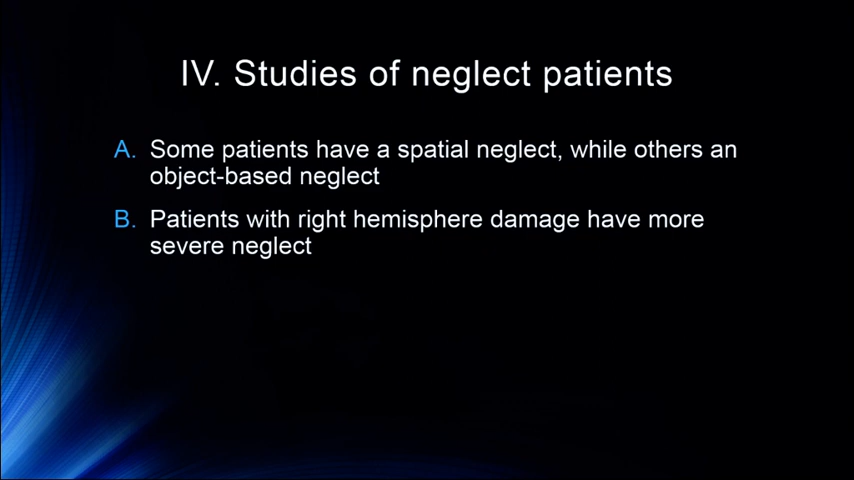 IV. Studies of neglect patients
A. Some patients have a spatial neglect, while others an
object-based neglect
B. Patients with right hemisphere damage have more
severe neglect